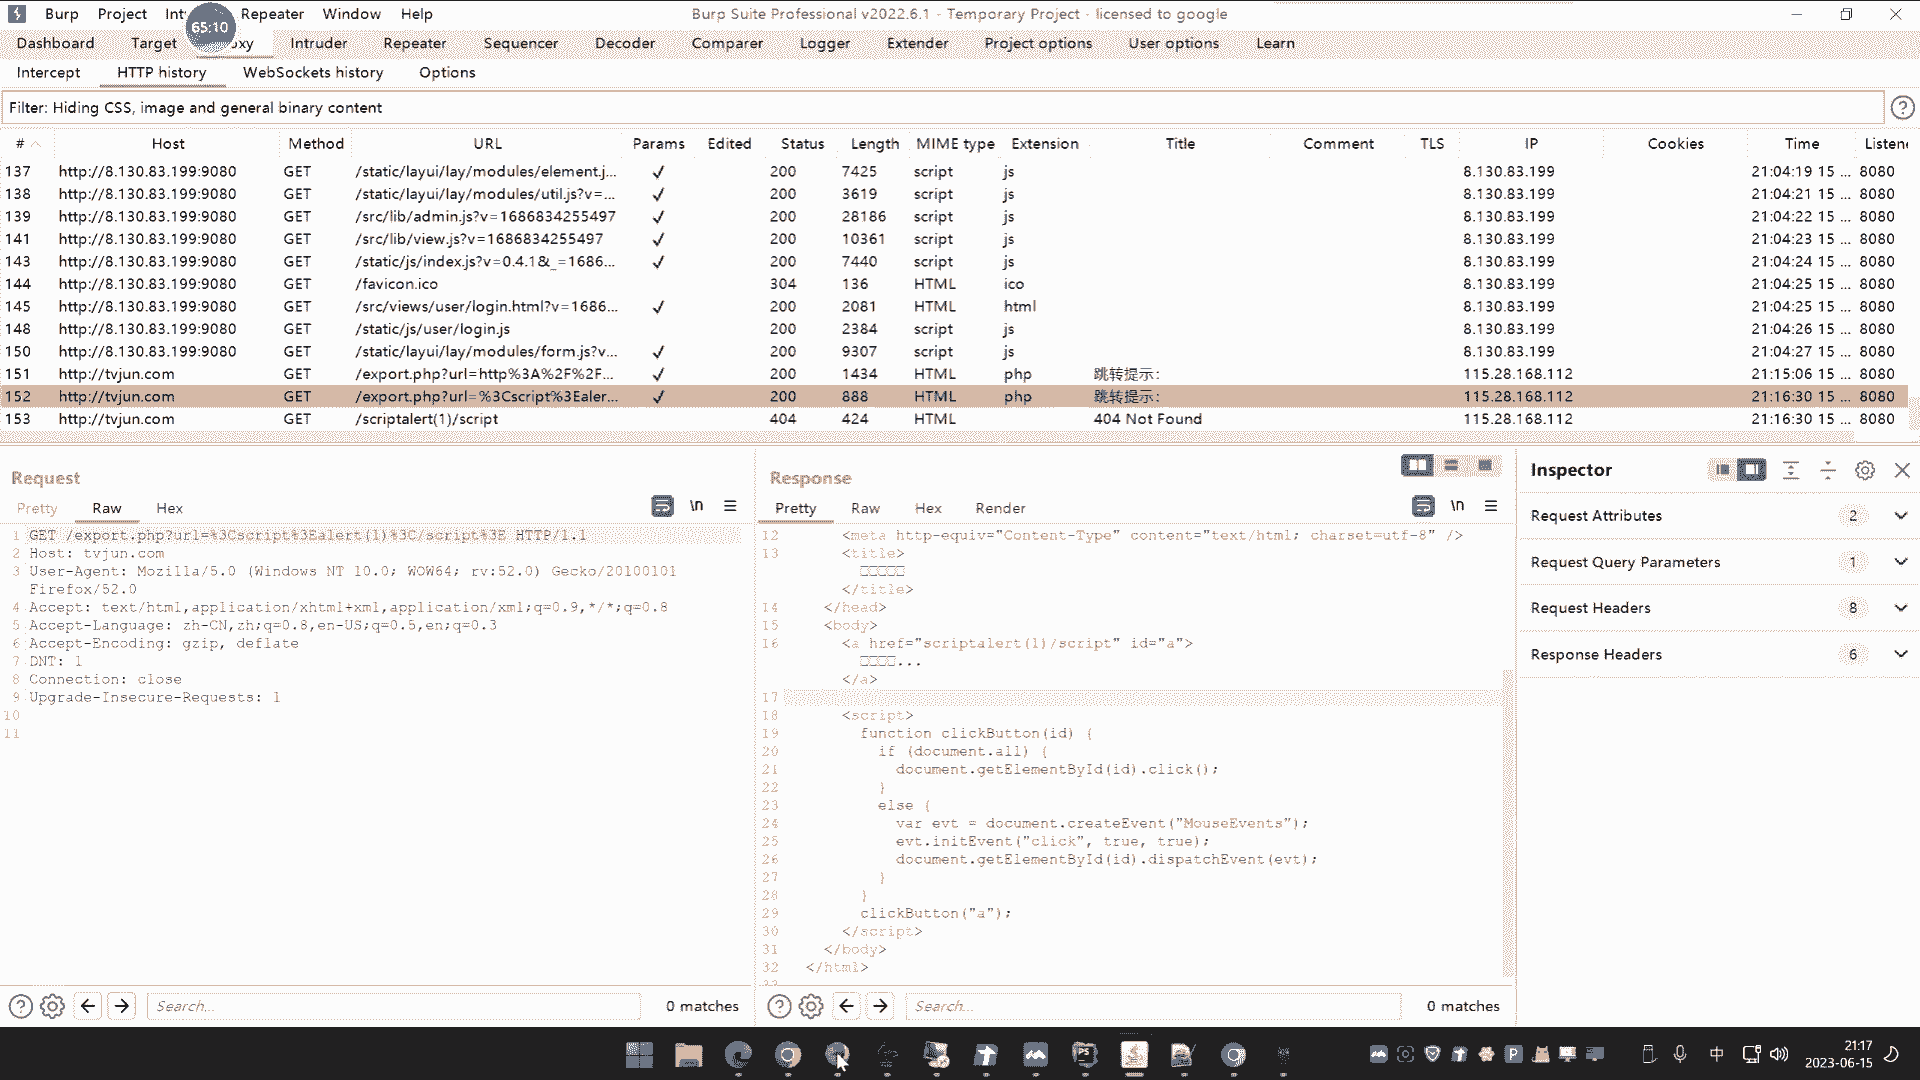 Burp Project Int Repeater Window Help Burp Suite Professional v2022.6.1 - Temporary Project - licensed to google
65:10
Dashboard Target oxy Intruder Repeater Sequencer Decoder Comparer Logger Extender Project options User options Learn
Intercept HTTP history WebSockets history Options
Filter: Hiding CSS, image and general binary content
# Host Method URL Params Edited Status Length MIME type Extension Title Comment TLS IP Cookies Time Listene
137 http://8.130.83.199:9080 GET /static/layui/lay/modules/element.j... ✓ 200 7425 script js 8.130.83.199 21:04:19 15 ... 8080
138 http://8.130.83.199:9080 GET /static/layui/lay/modules/util.js?v=... ✓ 200 3619 script js 8.130.83.199 21:04:21 15 ... 8080
139 http://8.130.83.199:9080 GET /src/lib/admin.js?v=1686834255497 ✓ 200 28186 script js 8.130.83.199 21:04:22 15 ... 8080
141 http://8.130.83.199:9080 GET /src/lib/view.js?v=1686834255497 ✓ 200 10361 script js 8.130.83.199 21:04:23 15 ... 8080
143 http://8.130.83.199:9080 GET /static/js/index.js?v=0.4.1&_=1686... ✓ 200 7440 script js 8.130.83.199 21:04:24 15 ... 8080
144 http://8.130.83.199:9080 GET /favicon.ico 304 136 HTML ico 8.130.83.199 21:04:25 15 ... 8080
145 http://8.130.83.199:9080 GET /src/views/user/login.html?v=1686... ✓ 200 2081 HTML html 8.130.83.199 21:04:25 15 ... 8080
148 http://8.130.83.199:9080 GET /static/js/user/login.js 200 2384 script js 8.130.83.199 21:04:26 15 ... 8080
150 http://8.130.83.199:9080 GET /static/layui/lay/modules/form.js?v... ✓ 200 9307 script js 8.130.83.199 21:04:27 15 ... 8080
151 http://tvjun.com GET /export.php?url=http%3A%2F%2F... ✓ 200 1434 HTML php 跳转提示: 115.28.168.112 21:15:06 15 ... 8080
152 http://tvjun.com GET /export.php?url=%3Cscript%3Ealer... ✓ 200 888 HTML php 跳转提示: 115.28.168.112 21:16:30 15 ... 8080
153 http://tvjun.com GET /scriptalert(1)/script 404 424 HTML 404 Not Found 115.28.168.112 21:16:30 15 ... 8080
Request
Pretty Raw Hex \n
1 GET /export.php?url=%3Cscript%3Ealert(1)%3C/script%3E HTTP/1.1
2 Host: tvjun.com
3 User-Agent: Mozilla/5.0 (Windows NT 10.0; WOW64; rv:52.0) Gecko/20100101
Firefox/52.0
4 Accept: text/html,application/xhtml+xml,application/xml;q=0.9,*/*;q=0.8
5 Accept-Language: zh-CN,zh;q=0.8,en-US;q=0.5,en;q=0.3
6 Accept-Encoding: gzip, deflate
7 DNT: 1
8 Connection: close
9 Upgrade-Insecure-Requests: 1
10
11
Search... 0 matches
Response
Pretty Raw Hex Render \n
12 <meta http-equiv="Content-Type" content="text/html; charset=utf-8" />
13 <title>
□□□□□
</title>
14 </head>
15 <body>
16 <a href="scriptalert(1)/script" id="a">
□□□□...
</a>
17
18 <script>
19 function clickButton(id) {
20 if (document.all) {
21 document.getElementById(id).click();
22 }
23 else {
24 var evt = document.createEvent("MouseEvents");
25 evt.initEvent("click", true, true);
26 document.getElementById(id).dispatchEvent(evt);
27 }
28 }
29 clickButton("a");
30 </script>
31 </body>
32 </html>
Search... 0 matches
Inspector
Request Attributes 2
Request Query Parameters 1
Request Headers 8
Response Headers 6
中
21:17
2023-06-15